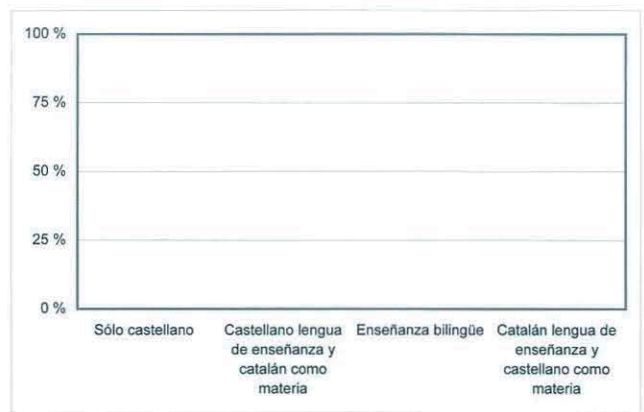 100 %
75 %
50 %
25 %
0 %
Sólo castellano
Castellano lengua
de enseñanza y
catalán como
materia
Enseñanza bilingüe
Catalán lengua de
enseñanza y
castellano como
materia